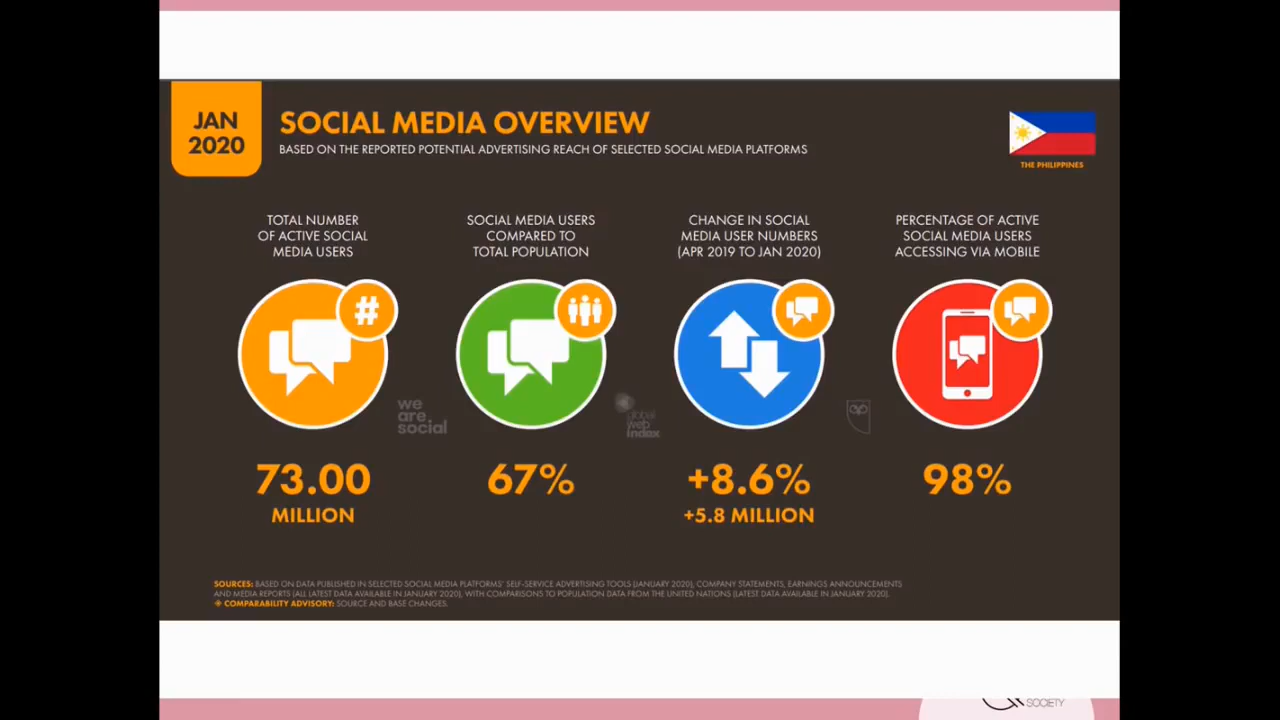 JAN
2020
SOCIAL MEDIA OVERVIEW
BASED ON THE REPORTED POTENTIAL ADVERTISING REACH OF SELECTED SOCIAL MEDIA PLATFORMS
THE PHILIPPINES
TOTAL NUMBER
OF ACTIVE SOCIAL
MEDIA USERS
SOCIAL MEDIA USERS
COMPARED TO
TOTAL POPULATION
CHANGE IN SOCIAL
MEDIA USER NUMBERS
(APR 2019 TO JAN 2020)
PERCENTAGE OF ACTIVE
SOCIAL MEDIA USERS
ACCESSING VIA MOBILE
#
we
are
social
global
web
index
73.00
MILLION
67%
+8.6%
+5.8 MILLION
98%
SOURCES: BASED ON DATA PUBLISHED IN SELECTED SOCIAL MEDIA PLATFORMS' SELF-SERVICE ADVERTISING TOOLS (JANUARY 2020), COMPANY STATEMENTS, EARNINGS ANNOUNCEMENTS
AND MEDIA REPORTS (ALL LATEST DATA AVAILABLE IN JANUARY 2020), WITH COMPARISONS TO POPULATION DATA FROM THE UNITED NATIONS (LATEST DATA AVAILABLE IN JANUARY 2020).
COMPARABILITY ADVISORY: SOURCE AND BASE CHANGES.
SOCIETY